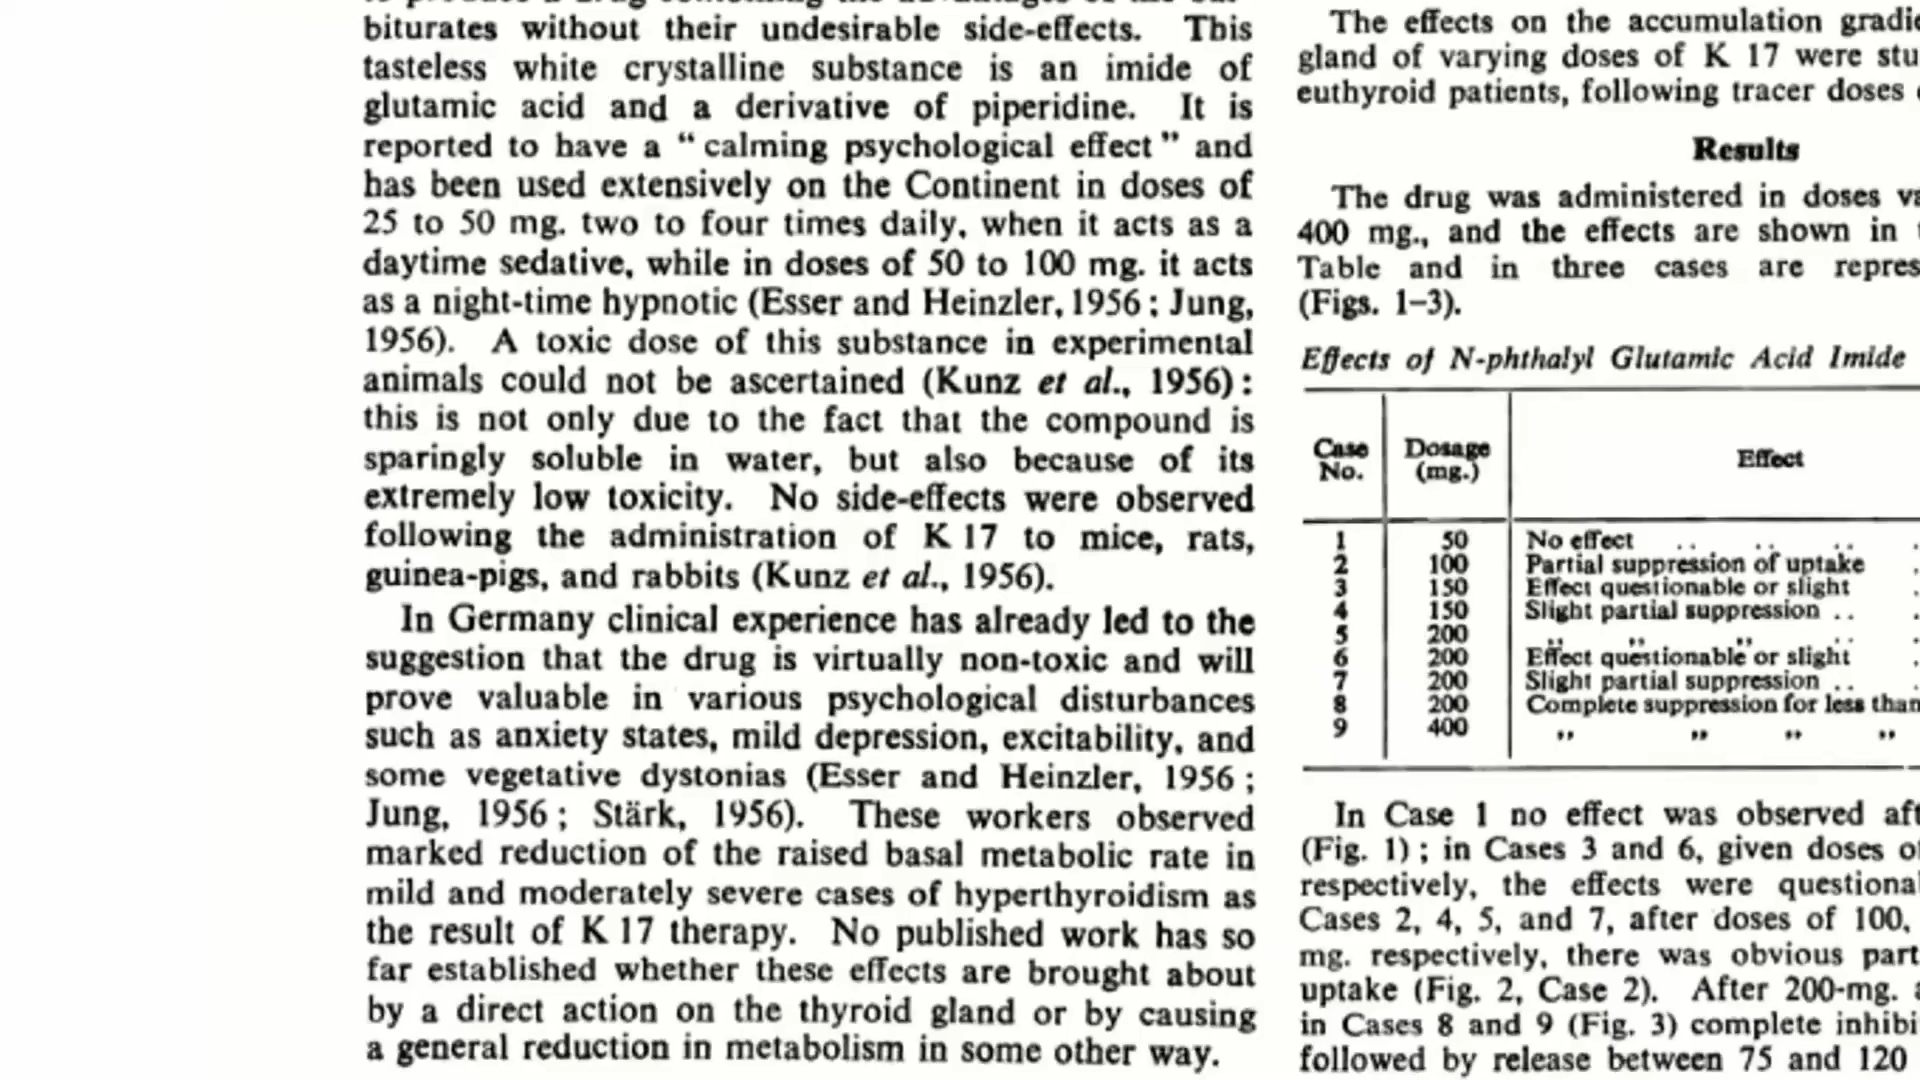 biturates without their undesirable side-effects. This
tasteless white crystalline substance is an imide of
glutamic acid and a derivative of piperidine. It is
reported to have a “ calming psychological effect ” and
has been used extensively on the Continent in doses of
25 to 50 mg. two to four times daily, when it acts as a
daytime sedative, while in doses of 50 to 100 mg. it acts
as a night-time hypnotic (Esser and Heinzler, 1956 ; Jung,
1956). A toxic dose of this substance in experimental
animals could not be ascertained (Kunz et al., 1956) :
this is not only due to the fact that the compound is
sparingly soluble in water, but also because of its
extremely low toxicity. No side-effects were observed
following the administration of K 17 to mice, rats,
guinea-pigs, and rabbits (Kunz et al., 1956).
In Germany clinical experience has already led to the
suggestion that the drug is virtually non-toxic and will
prove valuable in various psychological disturbances
such as anxiety states, mild depression, excitability, and
some vegetative dystonias (Esser and Heinzler, 1956 ;
Jung, 1956 ; Stärk, 1956). These workers observed
marked reduction of the raised basal metabolic rate in
mild and moderately severe cases of hyperthyroidism as
the result of K 17 therapy. No published work has so
far established whether these effects are brought about
by a direct action on the thyroid gland or by causing
a general reduction in metabolism in some other way.
The effects on the accumulation
gland of varying doses of K 17 were
euthyroid patients, following tracer doses
Results
The drug was administered in doses
400 mg., and the effects are shown in
Table and in three cases are
(Figs. 1–3).
Effects of N-phthalyl Glutamic Acid Imide
Case No. Dosage (mg.) Effect
1 50 No effect .. .. ..
2 100 Partial suppression of uptake
3 150 Effect questionable or slight
4 150 Slight partial suppression ..
5 200 ,, ,, ,, ..
6 200 Effect questionable or slight
7 200 Slight partial suppression ..
8 200 Complete suppression for less than
9 400 ,, ,, ,, ,,
In Case 1 no effect was observed
(Fig. 1) ; in Cases 3 and 6, given doses
respectively, the effects were
Cases 2, 4, 5, and 7, after doses of 100,
mg. respectively, there was obvious
uptake (Fig. 2, Case 2). After 200-mg.
in Cases 8 and 9 (Fig. 3) complete
followed by release between 75 and 120